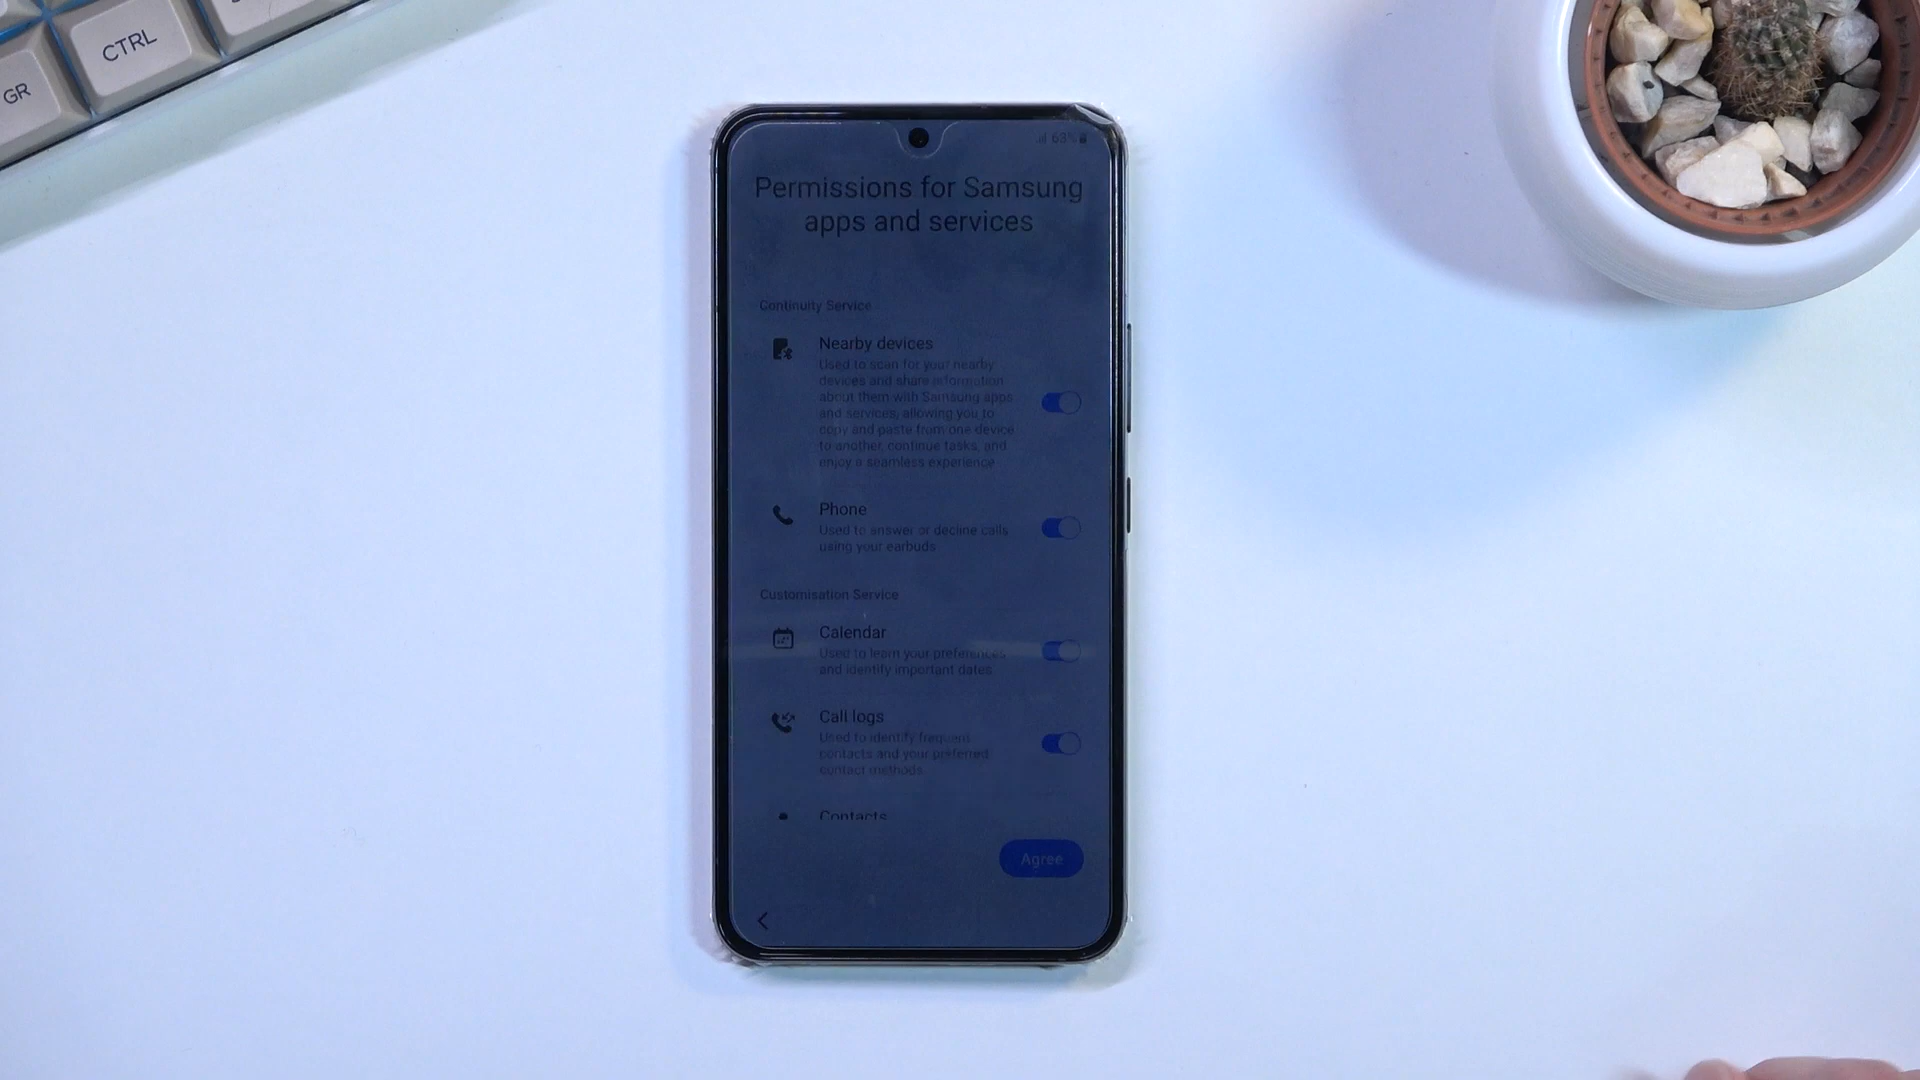 CTRL
GR
63%
Permissions for Samsung
apps and services
Continuity Service
Nearby devices
Used to scan for your nearby
devices and share information
about them with Samsung apps
and services, allowing you to
copy and paste from one device
to another, continue tasks, and
enjoy a seamless experience
Phone
Used to answer or decline calls
using your earbuds
Customisation Service
Calendar
Used to learn your preferences
and identify important dates
Call logs
Used to identify frequent
contacts and your preferred
contact methods
Contacts
Agree